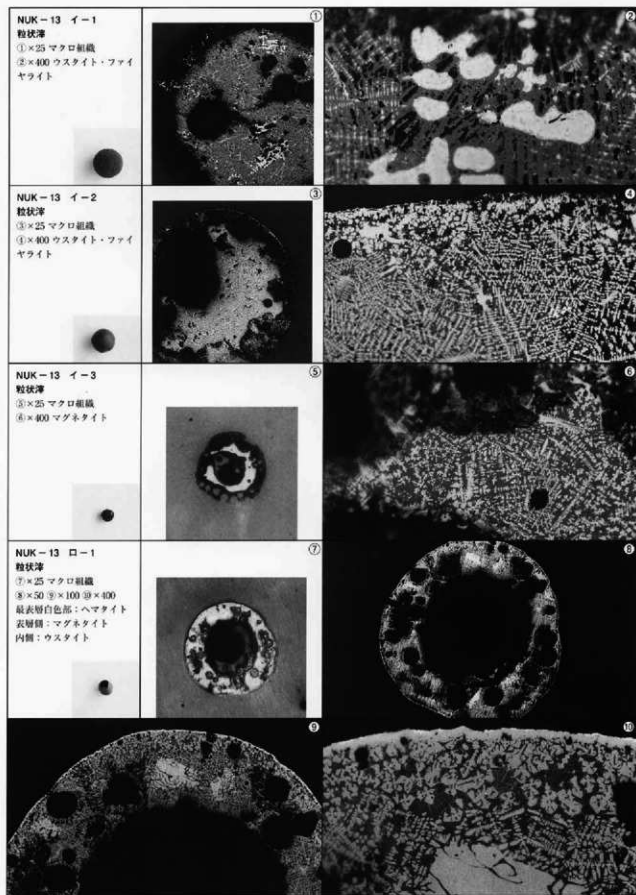 NUK-13 イ-1
粒状滓
①×25 マクロ組織
②×400 ウスタイト・ファイ
ヤライト
①
②
NUK-13 イ-2
粒状滓
③×25 マクロ組織
④×400 ウスタイト・ファイ
ヤライト
③
④
NUK-13 イ-3
粒状滓
⑤×25 マクロ組織
⑥×400 マグネタイト
⑤
⑥
NUK-13 ロ-1
粒状滓
⑦×25 マクロ組織
⑧×50 ⑨×100 ⑩×400
最表層白色部：ヘマタイト
表層側：マグネタイト
内側：ウスタイト
⑦
⑧
⑨
⑩